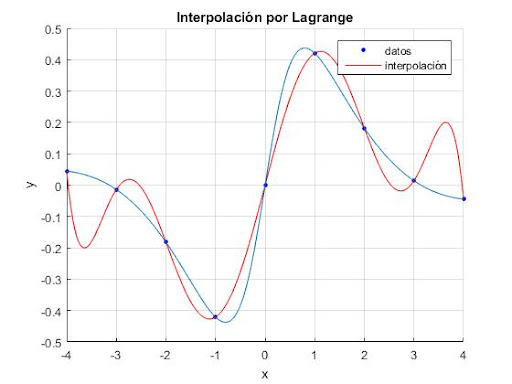 Interpolación por Lagrange
datos
interpolación
0.5
0.4
0.3
0.2
0.1
0
-0.1
-0.2
-0.3
-0.4
-0.5
y
-4 -3 -2 -1 0 1 2 3 4
x